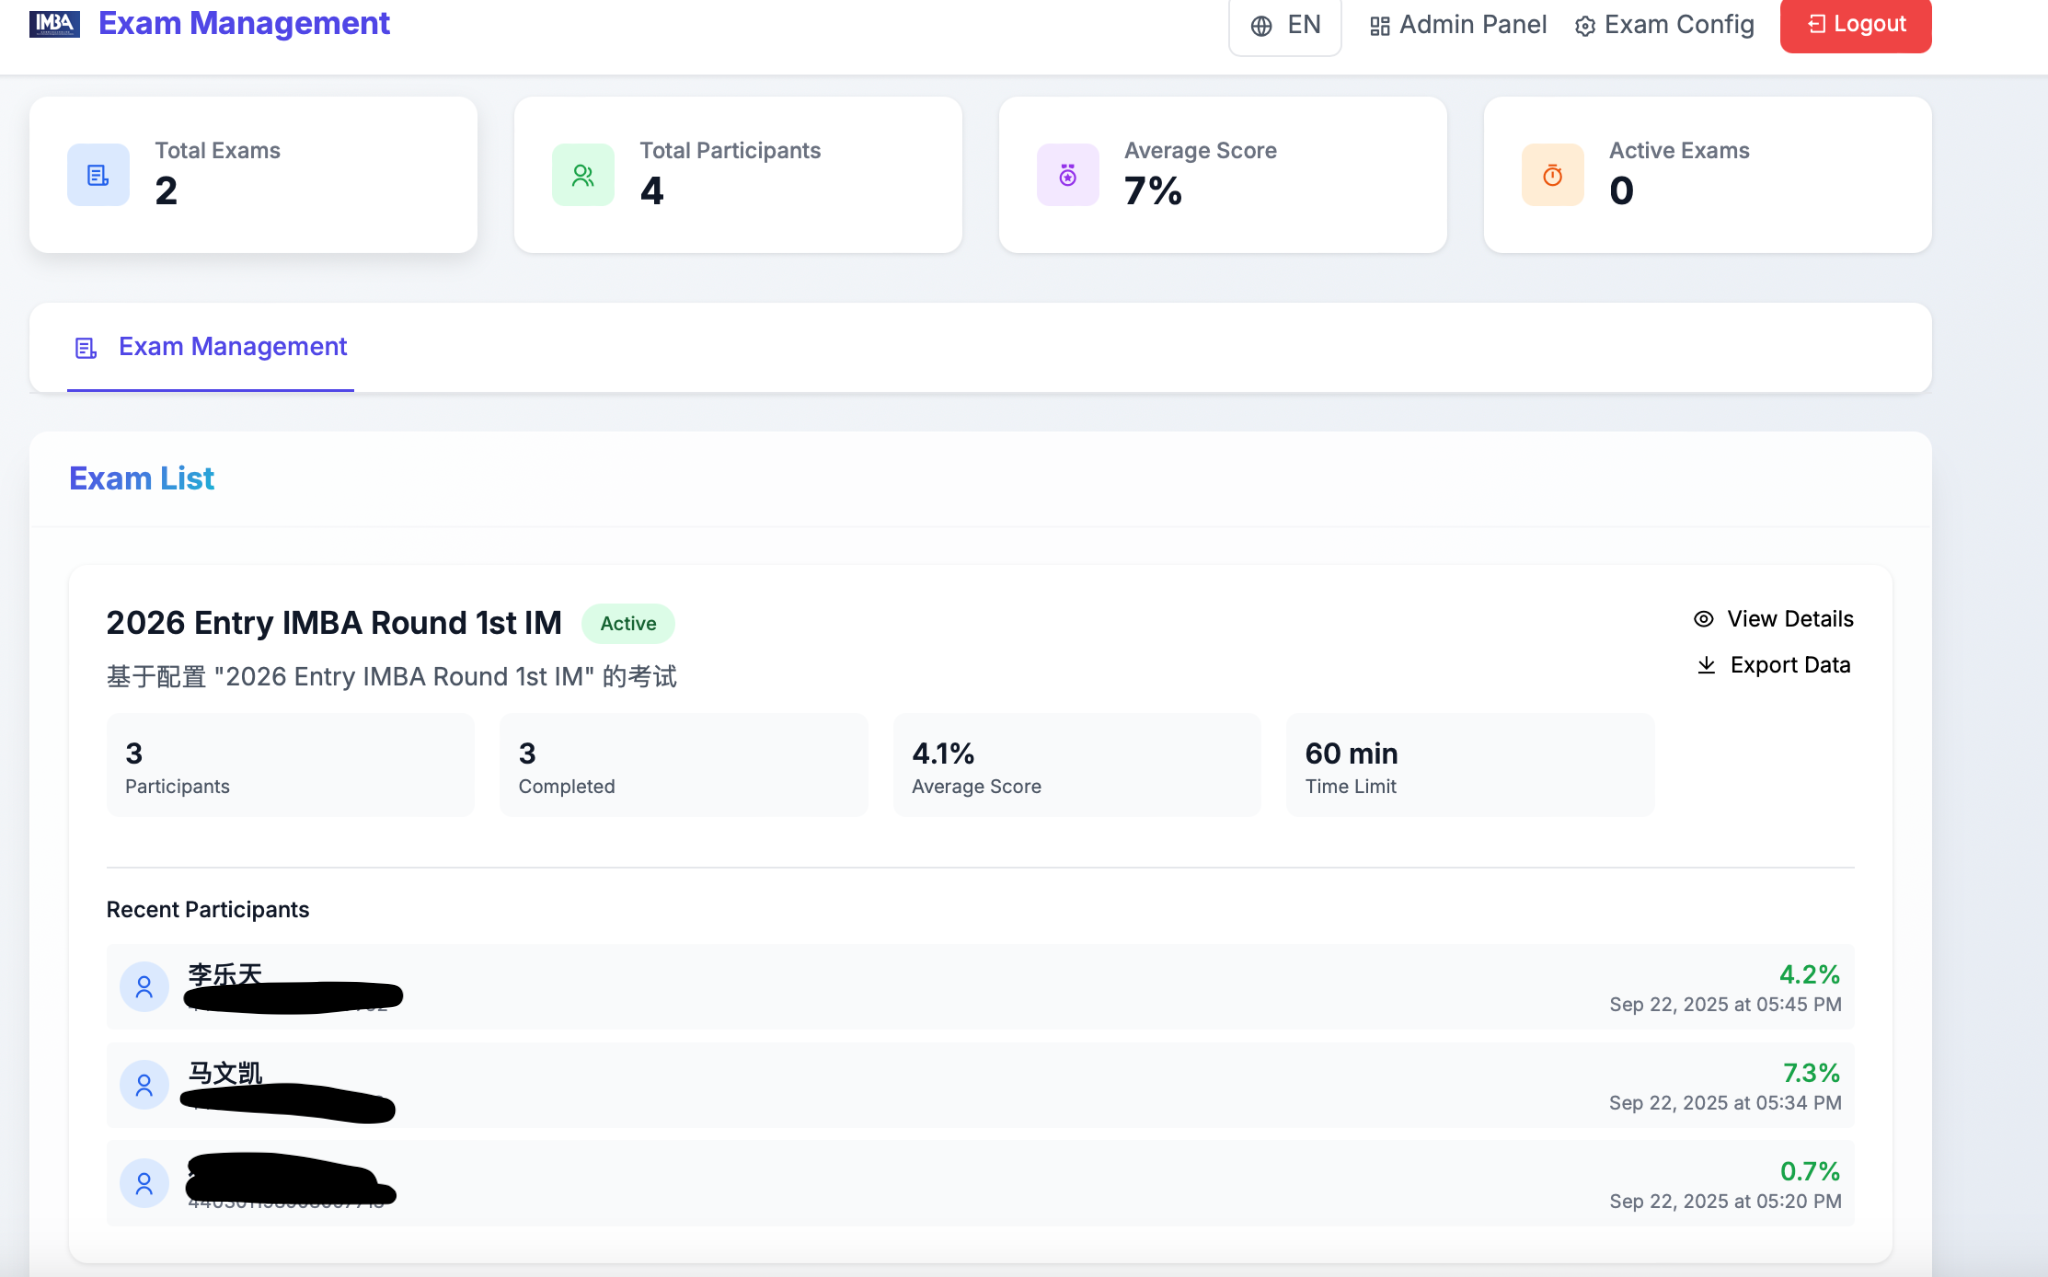 IMBA Exam Management
EN
Admin Panel
Exam Config
Logout
Total Exams
2
Total Participants
4
Average Score
7%
Active Exams
0
Exam Management
Exam List
2026 Entry IMBA Round 1st IM
Active
View Details
基于配置 "2026 Entry IMBA Round 1st IM" 的考试
Export Data
3
Participants
3
Completed
4.1%
Average Score
60 min
Time Limit
Recent Participants
李乐天
4.2%
Sep 22, 2025 at 05:45 PM
马文凯
7.3%
Sep 22, 2025 at 05:34 PM
0.7%
Sep 22, 2025 at 05:20 PM